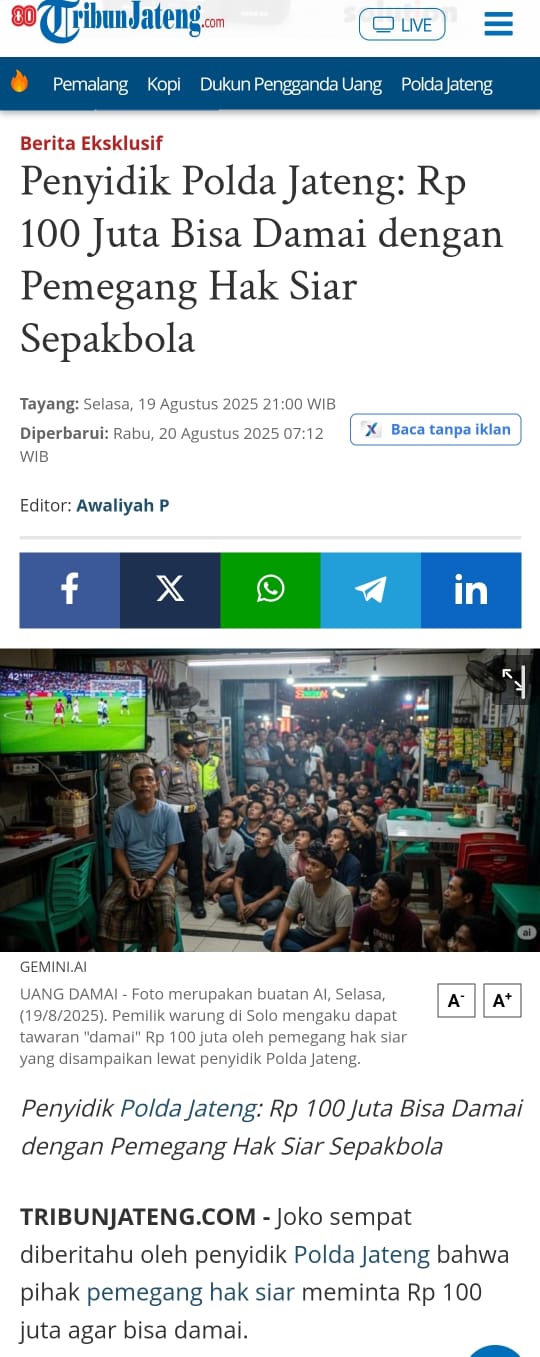 80 TribunJateng.com
LIVE
Pemalang Kopi Dukun Pengganda Uang Polda Jateng
Berita Eksklusif
Penyidik Polda Jateng: Rp
100 Juta Bisa Damai dengan
Pemegang Hak Siar
Sepakbola
Tayang: Selasa, 19 Agustus 2025 21:00 WIB
Diperbarui: Rabu, 20 Agustus 2025 07:12
WIB
X Baca tanpa iklan
Editor: Awaliyah P
ai
GEMINI.AI
UANG DAMAI - Foto merupakan buatan AI, Selasa,
(19/8/2025). Pemilik warung di Solo mengaku dapat
tawaran "damai" Rp 100 juta oleh pemegang hak siar
yang disampaikan lewat penyidik Polda Jateng.
A- A+
Penyidik Polda Jateng: Rp 100 Juta Bisa Damai
dengan Pemegang Hak Siar Sepakbola
TRIBUNJATENG.COM - Joko sempat
diberitahu oleh penyidik Polda Jateng bahwa
pihak pemegang hak siar meminta Rp 100
juta agar bisa damai.